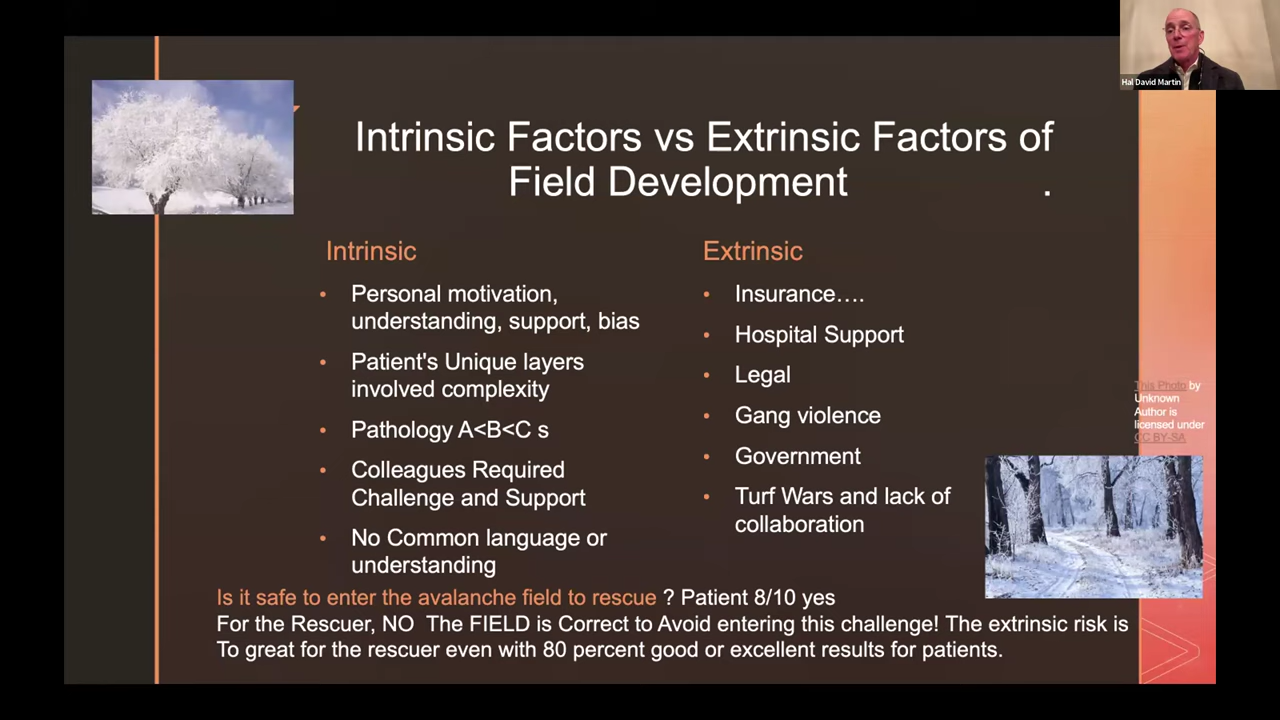 Hal David Martin
Intrinsic Factors vs Extrinsic Factors of
Field Development .
Intrinsic
• Personal motivation,
understanding, support, bias
• Patient's Unique layers
involved complexity
• Pathology A<B<C s
• Colleagues Required
Challenge and Support
• No Common language or
understanding
Extrinsic
• Insurance….
• Hospital Support
• Legal
• Gang violence
• Government
• Turf Wars and lack of
collaboration
This Photo by
Unknown
Author is
licensed under
CC BY-SA
Is it safe to enter the avalanche field to rescue ? Patient 8/10 yes
For the Rescuer, NO The FIELD is Correct to Avoid entering this challenge! The extrinsic risk is
To great for the rescuer even with 80 percent good or excellent results for patients.